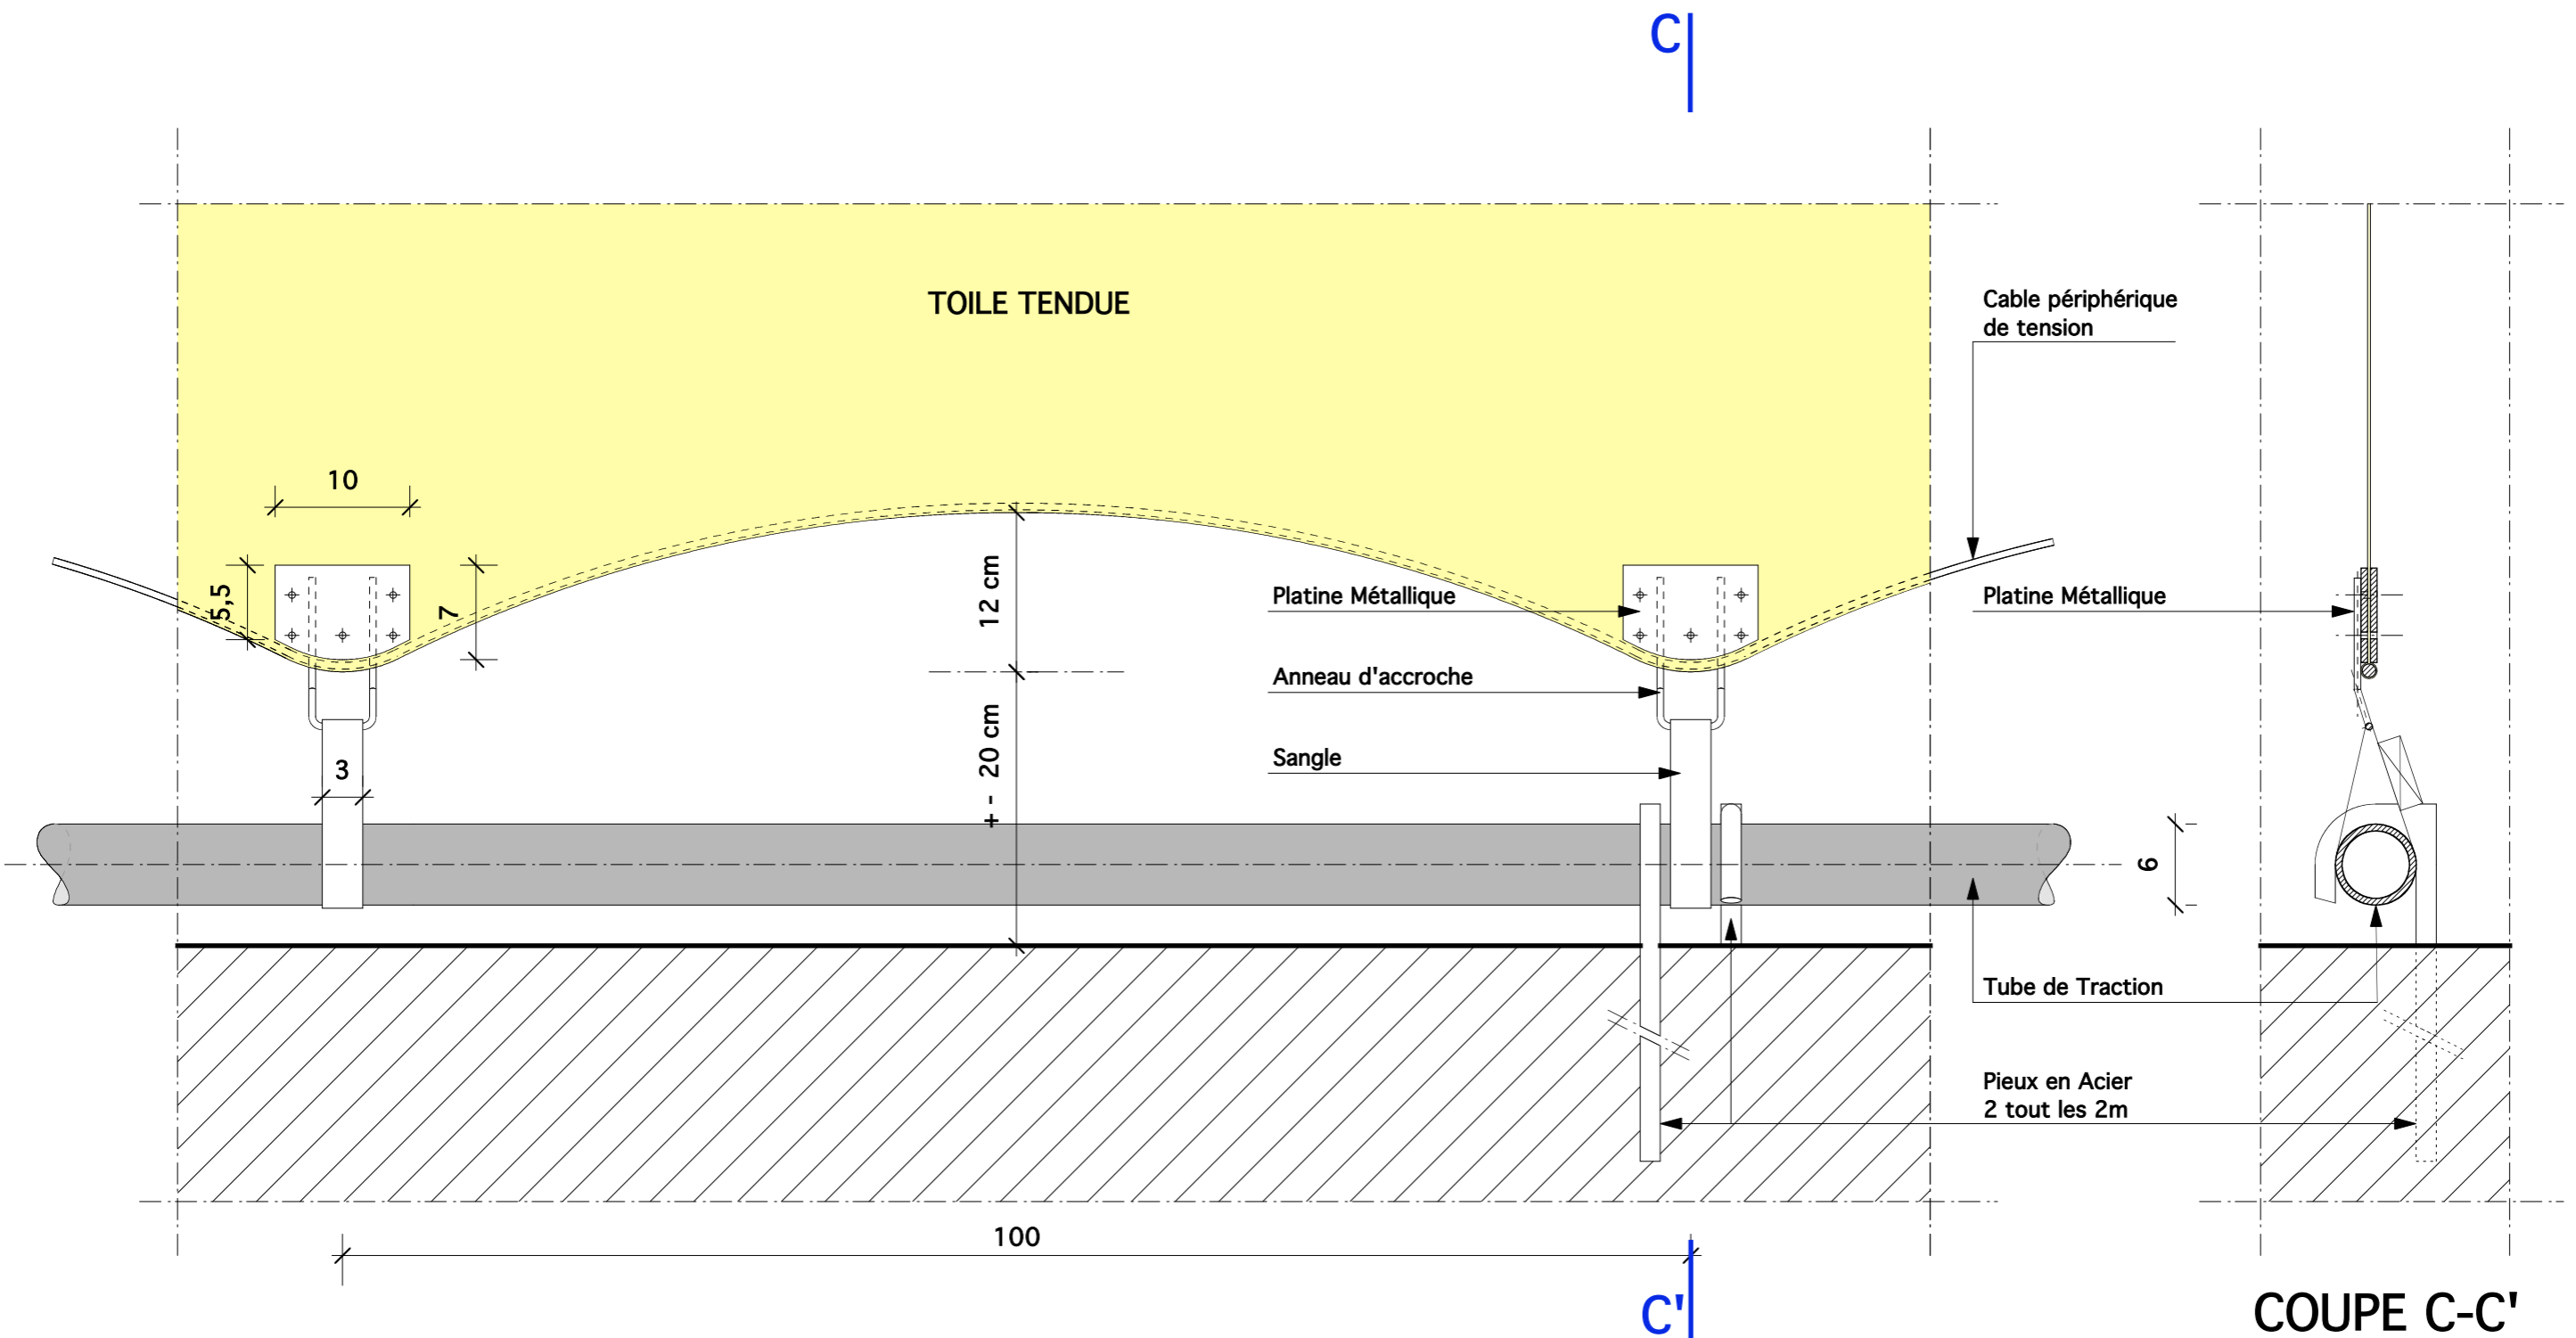 C
TOILE TENDUE
Cable périphérique
de tension
10
5,5
7
12 cm
Platine Métallique
Platine Métallique
Anneau d'accroche
+ - 20 cm
Sangle
3
6
Tube de Traction
Pieux en Acier
2 tout les 2m
100
C'
COUPE C-C'